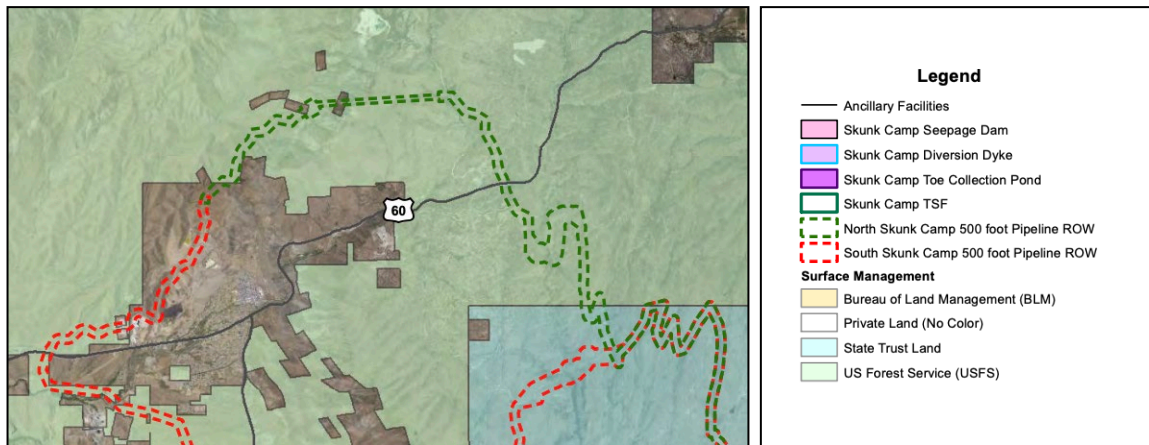 60
Legend
Ancillary Facilities
Skunk Camp Seepage Dam
Skunk Camp Diversion Dyke
Skunk Camp Toe Collection Pond
Skunk Camp TSF
North Skunk Camp 500 foot Pipeline ROW
South Skunk Camp 500 foot Pipeline ROW
Surface Management
Bureau of Land Management (BLM)
Private Land (No Color)
State Trust Land
US Forest Service (USFS)